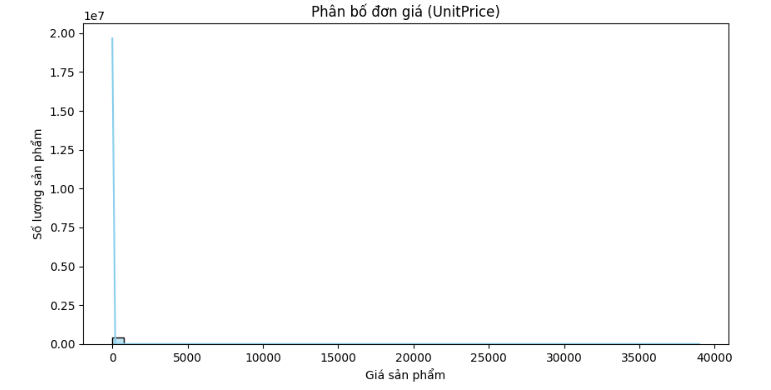 Phân bố đơn giá (UnitPrice)
1e7
2.00
1.75
1.50
1.25
1.00
0.75
0.50
0.25
0.00
Số lượng sản phẩm
0 5000 10000 15000 20000 25000 30000 35000 40000
Giá sản phẩm